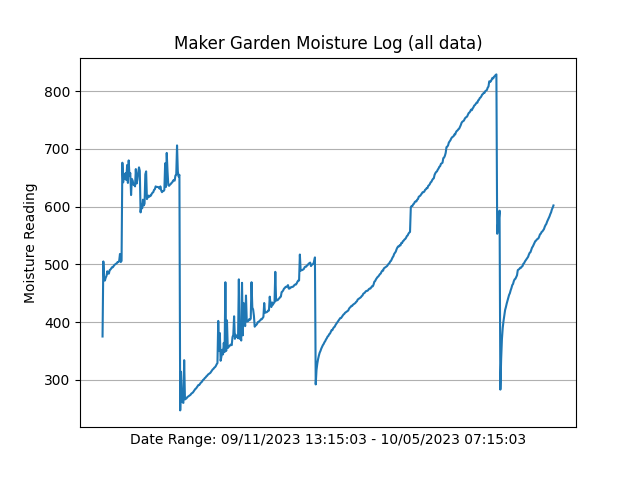 Maker Garden Moisture Log (all data)
800
700
600
500
400
300
Moisture Reading
Date Range: 09/11/2023 13:15:03 - 10/05/2023 07:15:03